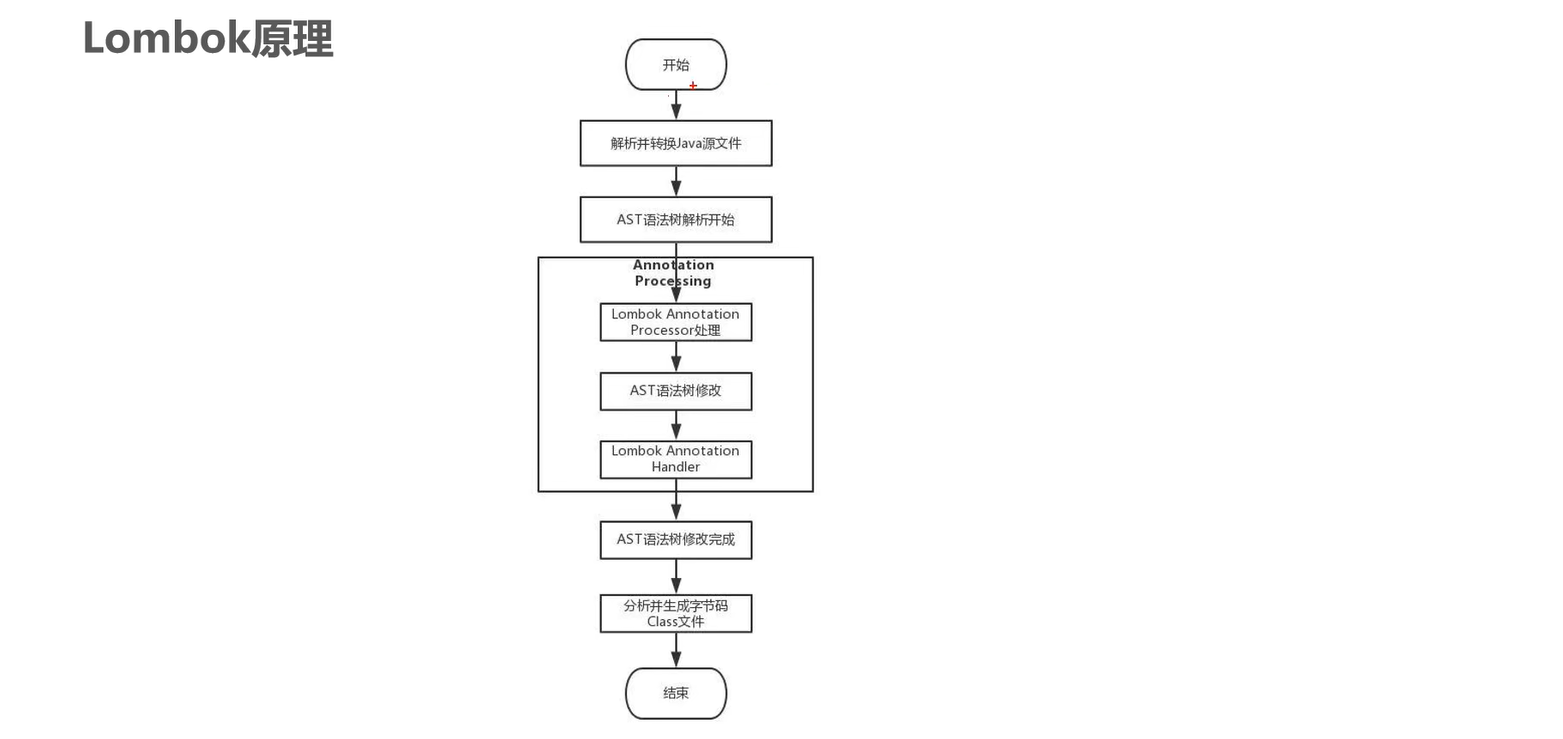 Lombok原理
开始
解析并转换Java源文件
AST语法树解析开始
Annotation
Processing
Lombok Annotation
Processor处理
AST语法树修改
Lombok Annotation
Handler
AST语法树修改完成
分析并生成字节码
Class文件
结束